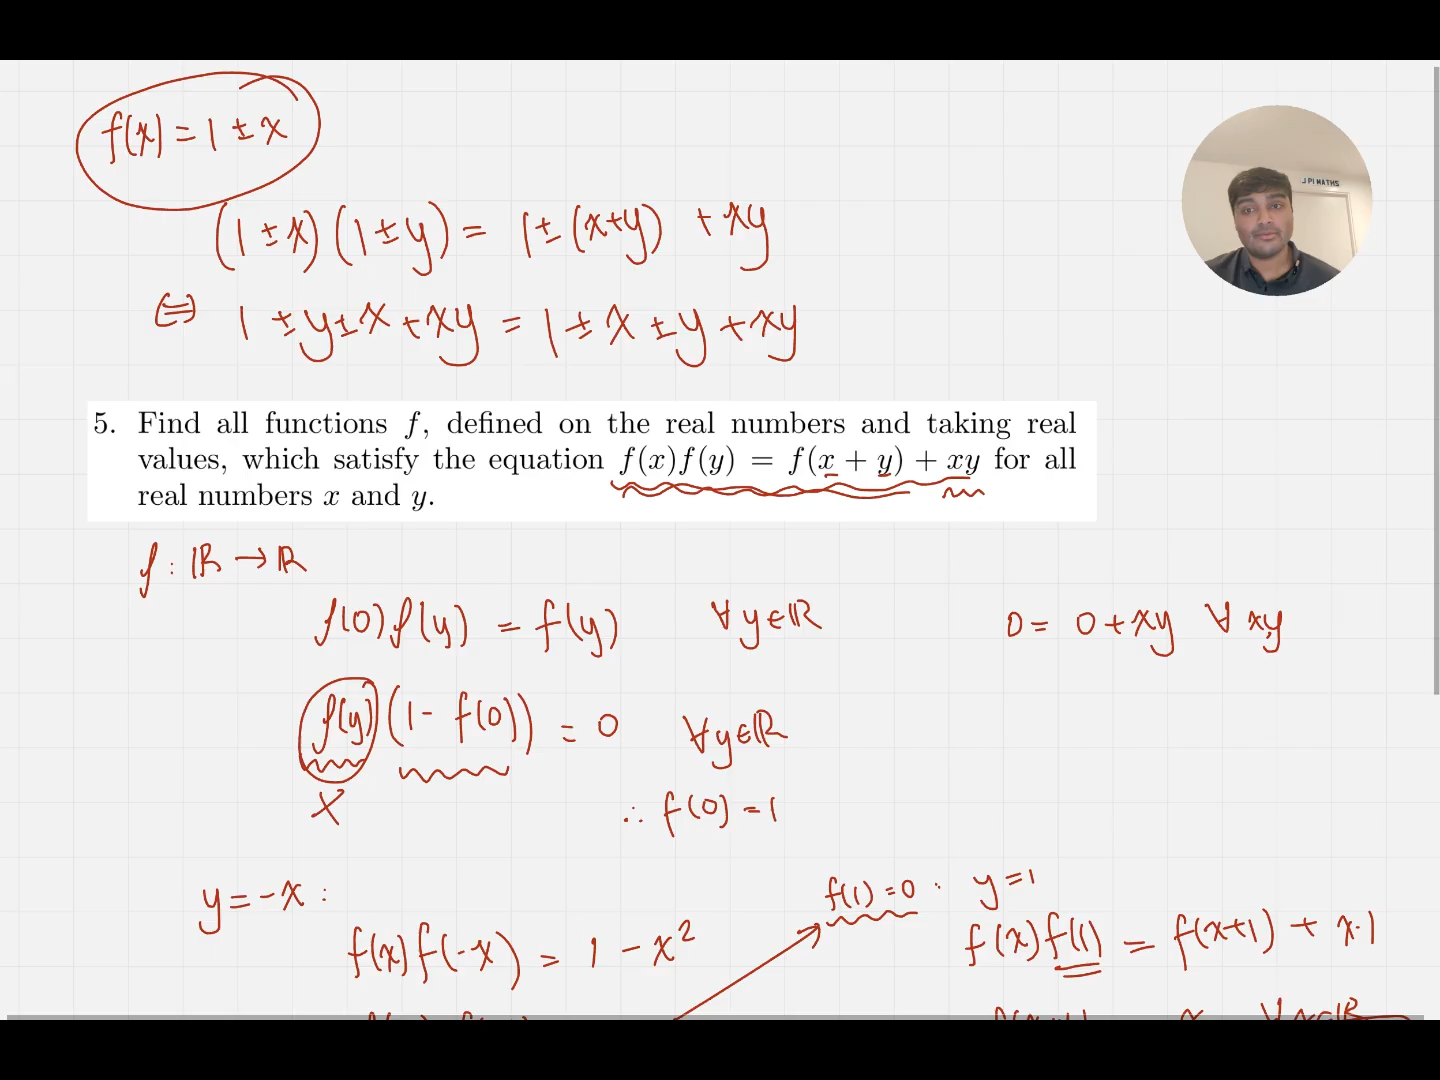 f(x) = 1 ± x
(1 ± x)(1 ± y) = 1 ± (x+y) + xy
⇔ 1 ± y ± x + xy = 1 ± x ± y + xy
J PI MATHS
5. Find all functions f, defined on the real numbers and taking real
values, which satisfy the equation f(x)f(y) = f(x + y) + xy for all
real numbers x and y.
f : ℝ → ℝ
f(0) f(y) = f(y) ∀ y ∈ ℝ
0 = 0 + xy ∀ x,y
f(y) (1 - f(0)) = 0 ∀ y ∈ ℝ
X
∴ f(0) = 1
y = -x :
f(x) f(-x) = 1 - x²
f(1) = 0 : y = 1
f(x) f(1) = f(x+1) + x·1